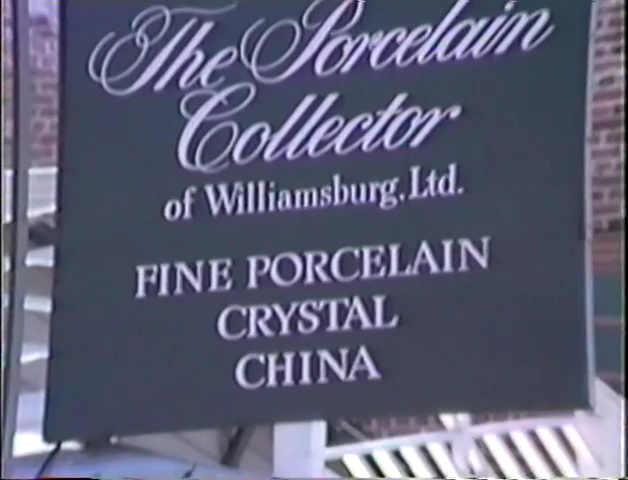 The Porcelain
Collector
of Williamsburg, Ltd.
FINE PORCELAIN
CRYSTAL
CHINA